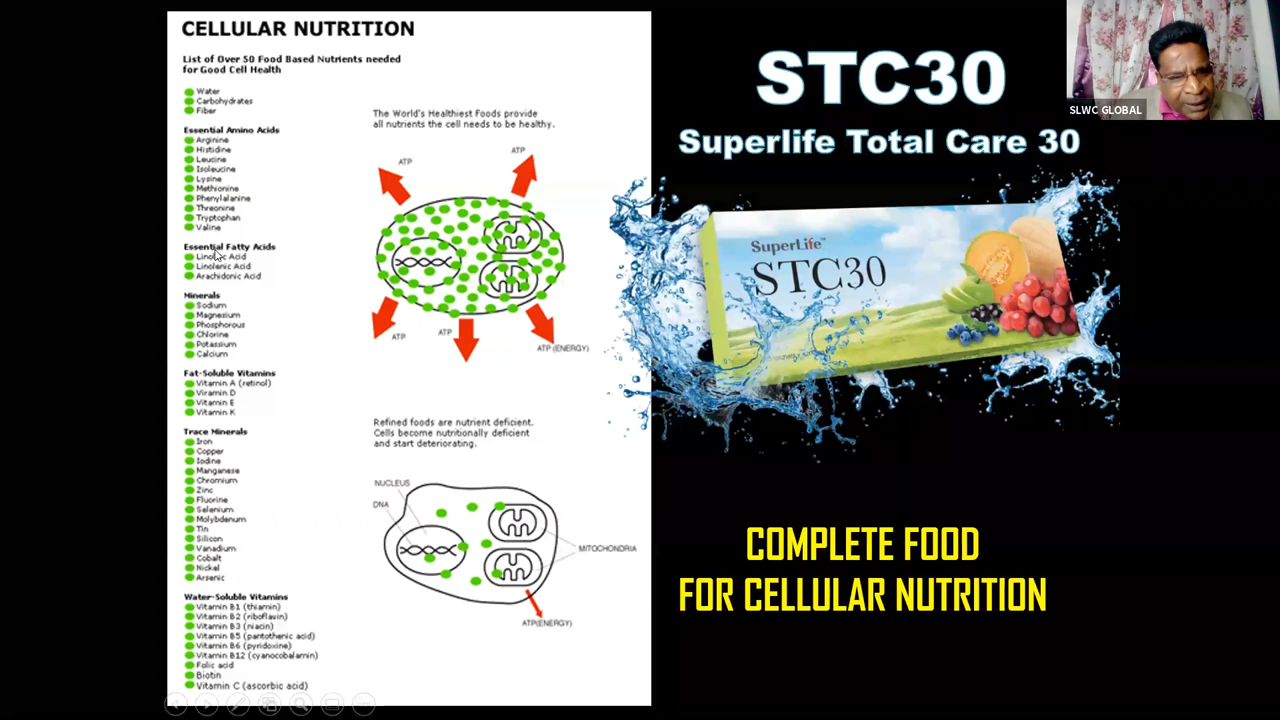 CELLULAR NUTRITION
List of Over 50 Food Based Nutrients needed
for Good Cell Health
Water
Carbohydrates
Fiber
Essential Amino Acids
Arginine
Histidine
Leucine
Isoleucine
Lysine
Methionine
Phenylalanine
Threonine
Tryptophan
Valine
Essential Fatty Acids
Linoleic Acid
Linolenic Acid
Arachidonic Acid
Minerals
Sodium
Magnesium
Phosphorous
Chlorine
Potassium
Calcium
Fat-Soluble Vitamins
Vitamin A (retinol)
Viramin D
Vitamin E
Vitamin K
Trace Minerals
Iron
Copper
Iodine
Manganese
Chromium
Zinc
Fluorine
Selenium
Molybdenum
Tin
Silicon
Vanadium
Cobalt
Nickel
Arsenic
Water-Soluble Vitamins
Vitamin B1 (thiamin)
Vitamin B2 (riboflavin)
Vitamin B3 (niacin)
Vitamin B5 (pantothenic acid)
Vitamin B6 (pyridoxine)
Vitamin B12 (cyanocobalamin)
Folic acid
Biotin
Vitamin C (ascorbic acid)
The World's Healthiest Foods provide
all nutrients the cell needs to be healthy.
ATP
ATP
ATP
ATP
ATP (ENERGY)
Refined foods are nutrient deficient.
Cells become nutritionally deficient
and start deteriorating.
NUCLEUS
DNA
MITOCHONDRIA
ATP(ENERGY)
STC30
Superlife Total Care 30
SuperLife™
STC30
COMPLETE FOOD
FOR CELLULAR NUTRITION
SLWC GLOBAL